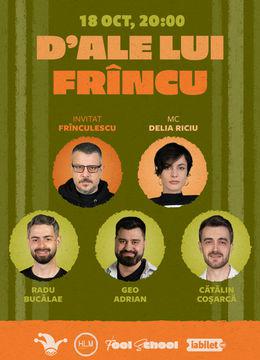 18 OCT, 20:00
D'ALE LUI
FRÎNCU
INVITAT
FRÎNCULESCU
MC
DELIA RICIU
RADU
BUCĂLAE
GEO
ADRIAN
CĂTĂLIN
COȘARCĂ
HLM
Fool School
iabilet